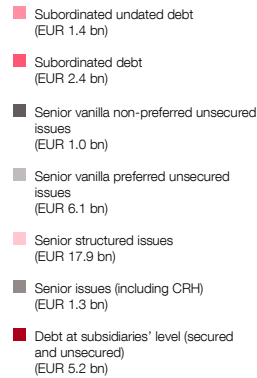 Subordinated undated debt
(EUR 1.4 bn)
Subordinated debt
(EUR 2.4 bn)
Senior vanilla non-preferred unsecured
issues
(EUR 1.0 bn)
Senior vanilla preferred unsecured
issues
(EUR 6.1 bn)
Senior structured issues
(EUR 17.9 bn)
Senior issues (including CRH)
(EUR 1.3 bn)
Debt at subsidiaries' level (secured
and unsecured)
(EUR 5.2 bn)